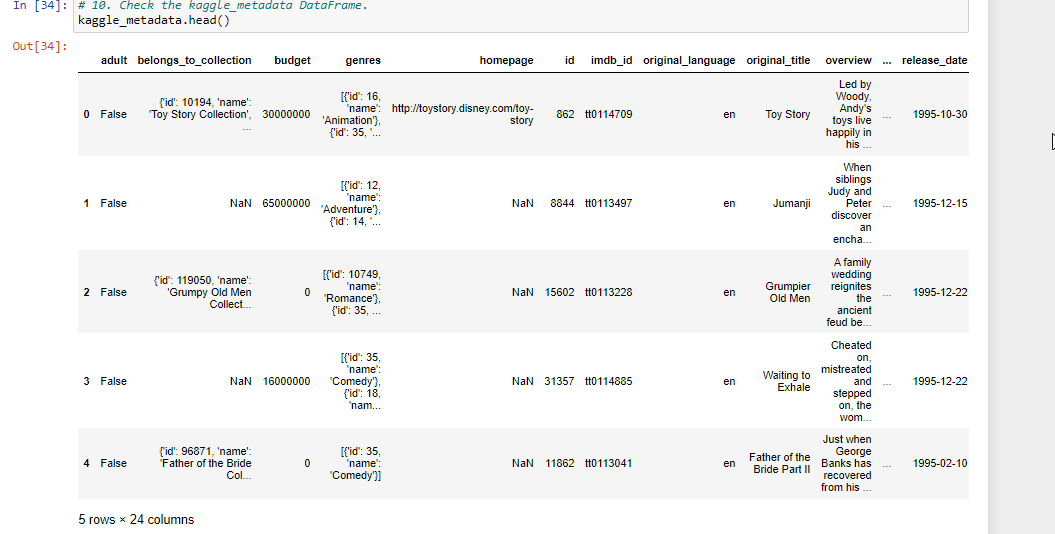 In [34]: # 10. Check the kaggle_metadata DataFrame.
kaggle_metadata.head()
Out[34]:
adult belongs_to_collection budget genres homepage id imdb_id original_language original_title overview ... release_date
0 False {'id': 10194, 'name': 'Toy Story Collection', ... 30000000 [{'id': 16, 'name': 'Animation'}, {'id': 35, '... http://toystory.disney.com/toy-story 862 tt0114709 en Toy Story Led by Woody, Andy's toys live happily in his ... ... 1995-10-30
1 False NaN 65000000 [{'id': 12, 'name': 'Adventure'}, {'id': 14, '... NaN 8844 tt0113497 en Jumanji When siblings Judy and Peter discover an encha... ... 1995-12-15
2 False {'id': 119050, 'name': 'Grumpy Old Men Collect... 0 [{'id': 10749, 'name': 'Romance'}, {'id': 35, ... NaN 15602 tt0113228 en Grumpier Old Men A family wedding reignites the ancient feud be... ... 1995-12-22
3 False NaN 16000000 [{'id': 35, 'name': 'Comedy'}, {'id': 18, 'nam... NaN 31357 tt0114885 en Waiting to Exhale Cheated on, mistreated and stepped on, the wom... ... 1995-12-22
4 False {'id': 96871, 'name': 'Father of the Bride Col... 0 [{'id': 35, 'name': 'Comedy'}] NaN 11862 tt0113041 en Father of the Bride Part II Just when George Banks has recovered from his ... ... 1995-02-10
5 rows × 24 columns